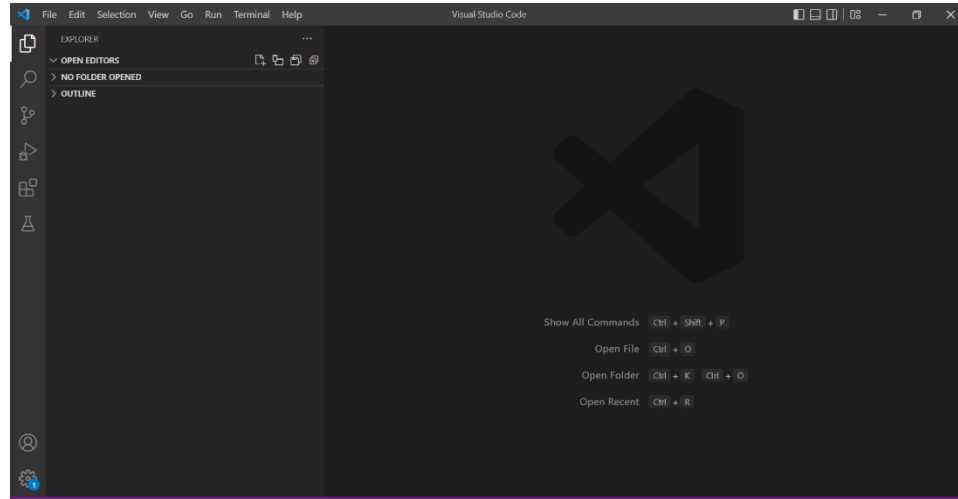 File Edit Selection View Go Run Terminal Help Visual Studio Code
EXPLORER
OPEN EDITORS
NO FOLDER OPENED
OUTLINE
Show All Commands Ctrl + Shift + P
Open File Ctrl + O
Open Folder Ctrl + K Ctrl + O
Open Recent Ctrl + R
1